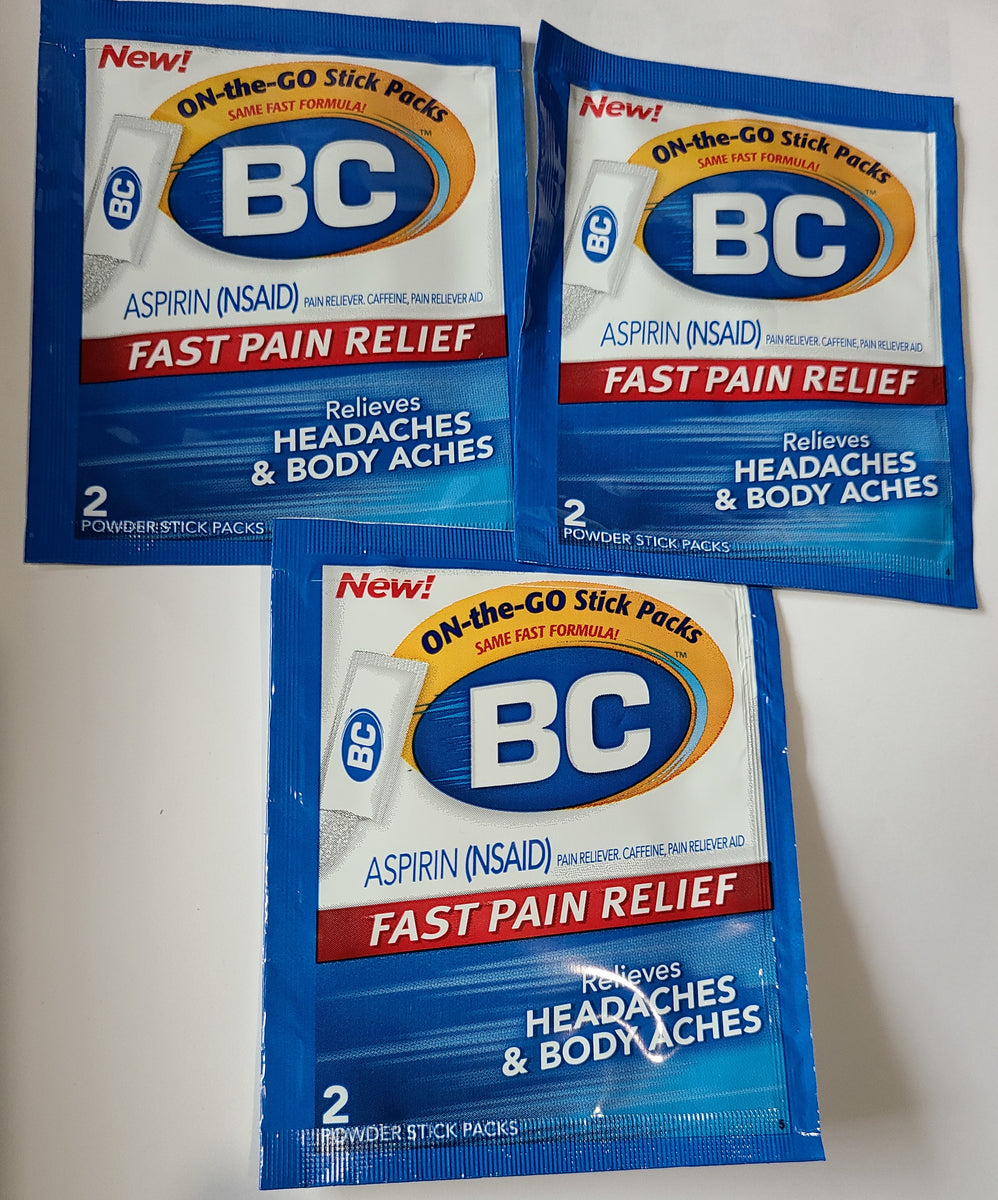 New!
ON-the-GO Stick Packs
SAME FAST FORMULA!
BC™
BC
ASPIRIN (NSAID) PAIN RELIEVER. CAFFEINE, PAIN RELIEVER AID
FAST PAIN RELIEF
Relieves
HEADACHES
& BODY ACHES
2
POWDER STICK PACKS
New!
ON-the-GO Stick Packs
SAME FAST FORMULA!
BC™
BC
ASPIRIN (NSAID) PAIN RELIEVER. CAFFEINE, PAIN RELIEVER AID
FAST PAIN RELIEF
Relieves
HEADACHES
& BODY ACHES
2
POWDER STICK PACKS
New!
ON-the-GO Stick Packs
SAME FAST FORMULA!
BC™
BC
ASPIRIN (NSAID) PAIN RELIEVER. CAFFEINE, PAIN RELIEVER AID
FAST PAIN RELIEF
Relieves
HEADACHES
& BODY ACHES
2
POWDER STICK PACKS